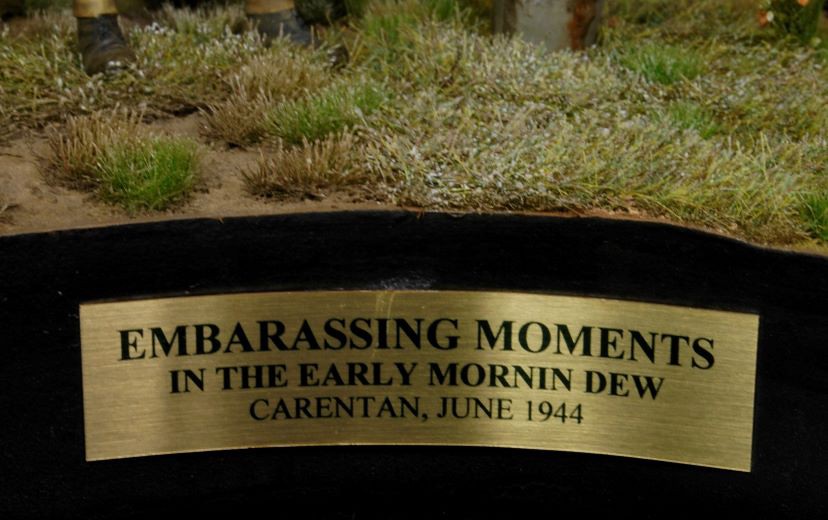 EMBARASSING MOMENTS
IN THE EARLY MORNIN DEW
CARENTAN, JUNE 1944